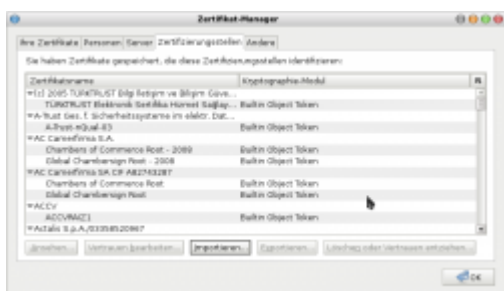 Zertifikat-Manager
Ihre Zertifikate Personen Server Zertifizierungsstellen Andere
Sie haben Zertifikate gespeichert, die diese Zertifizierungsstellen identifizieren:
Zertifikatsname Kryptographie-Modul
(c) 2005 TÜRKTRUST Bilgi İletişim ve Bilişim Güve...
TÜRKTRUST Elektronik Sertifika Hizmet Sağlay... Builtin Object Token
A-Trust Ges. f. Sicherheitssysteme im elektr. Dat...
A-Trust-nQual-03 Builtin Object Token
AC Camerfirma S.A.
Chambers of Commerce Root - 2008 Builtin Object Token
Global Chambersign Root - 2008 Builtin Object Token
AC Camerfirma SA CIF A82743287
Chambers of Commerce Root Builtin Object Token
Global Chambersign Root Builtin Object Token
ACCV
ACCVRAIZ1 Builtin Object Token
Actalis S.p.A./03358520967
Ansehen... Vertrauen bearbeiten... Importieren... Exportieren... Löschen oder Vertrauen entziehen...
OK